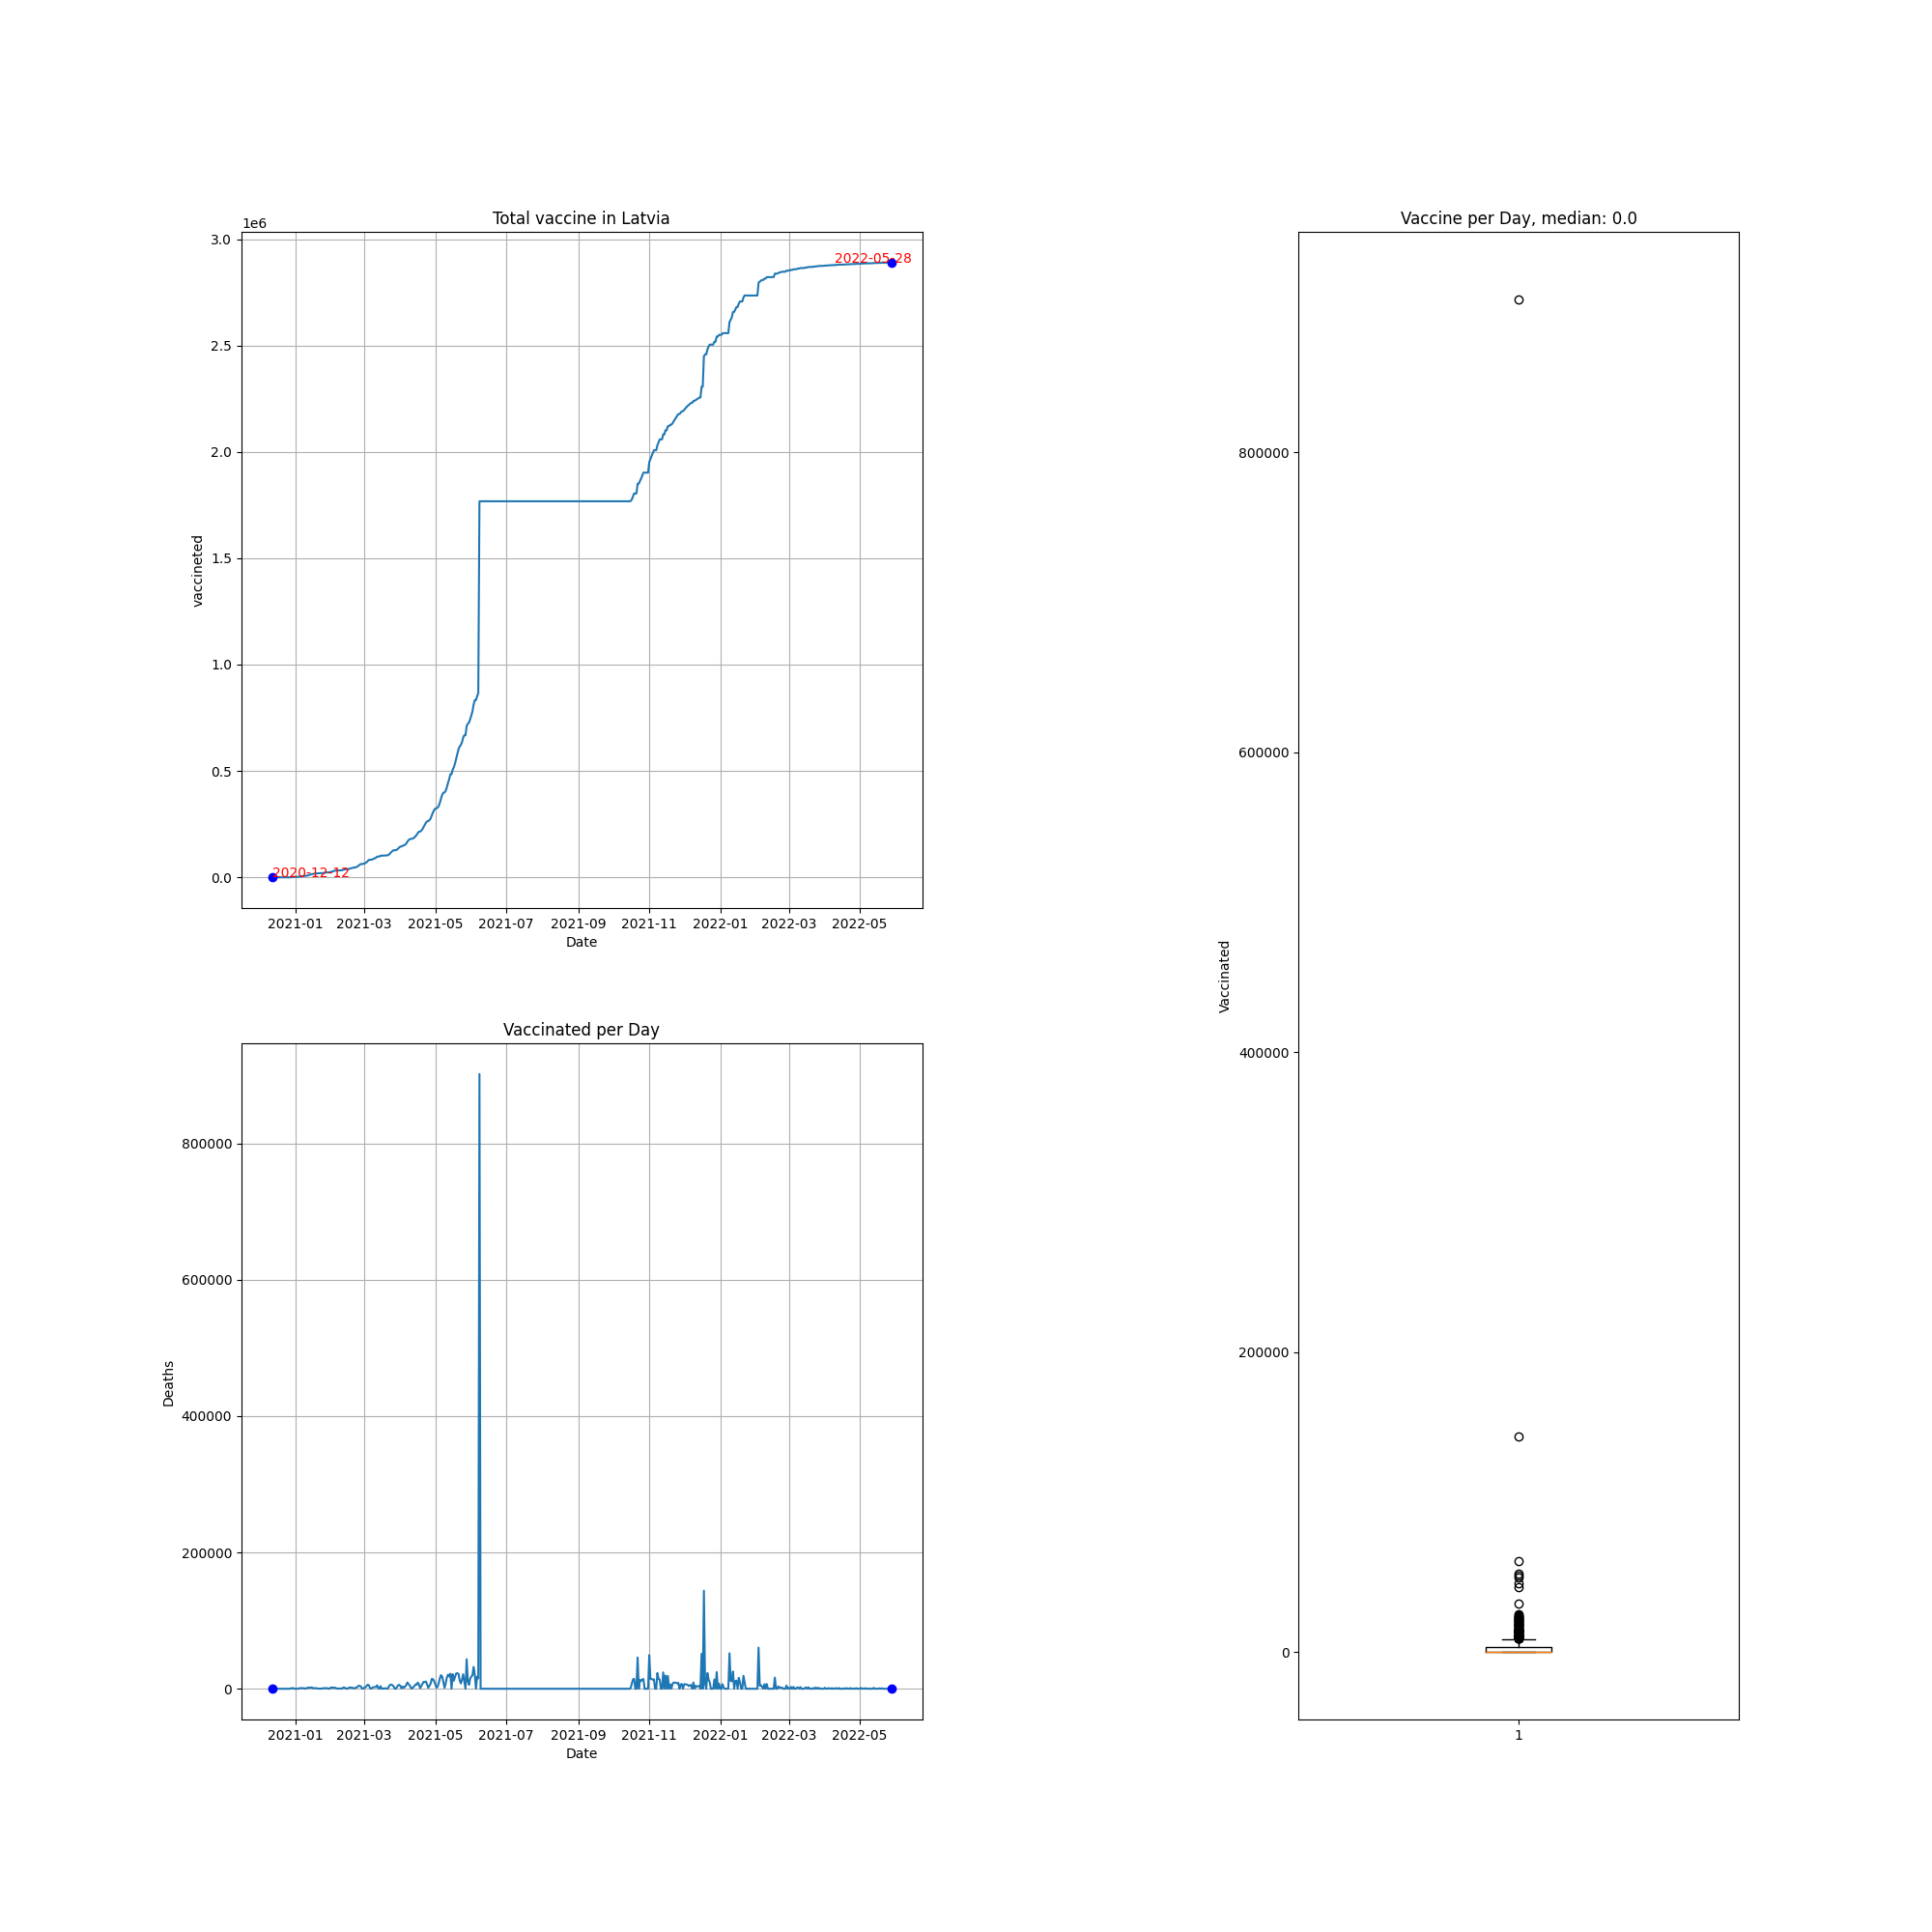 Total vaccine in Latvia
1e6
3.0
2.5
2.0
1.5
1.0
0.5
0.0
vaccineted
2022-05-28
2020-12-12
2021-01 2021-03 2021-05 2021-07 2021-09 2021-11 2022-01 2022-03 2022-05
Date
Vaccinated per Day
800000
600000
400000
200000
0
Deaths
2021-01 2021-03 2021-05 2021-07 2021-09 2021-11 2022-01 2022-03 2022-05
Date
Vaccine per Day, median: 0.0
800000
600000
400000
200000
0
Vaccinated
1